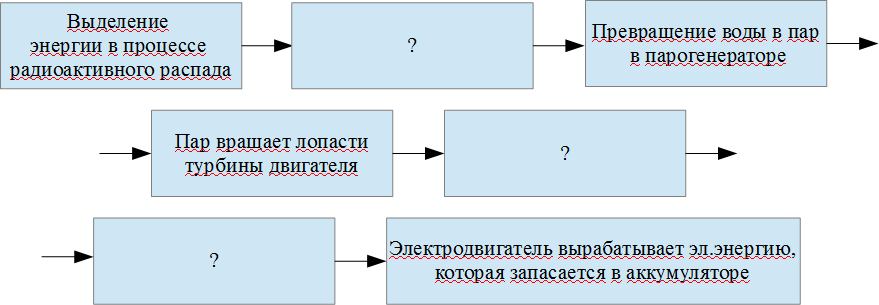 Выделение
энергии в процессе
радиоактивного распада
?
Превращение воды в пар
в парогенераторе
Пар вращает лопасти
турбины двигателя
?
?
Электродвигатель вырабатывает эл.энергию,
которая запасается в аккумуляторе